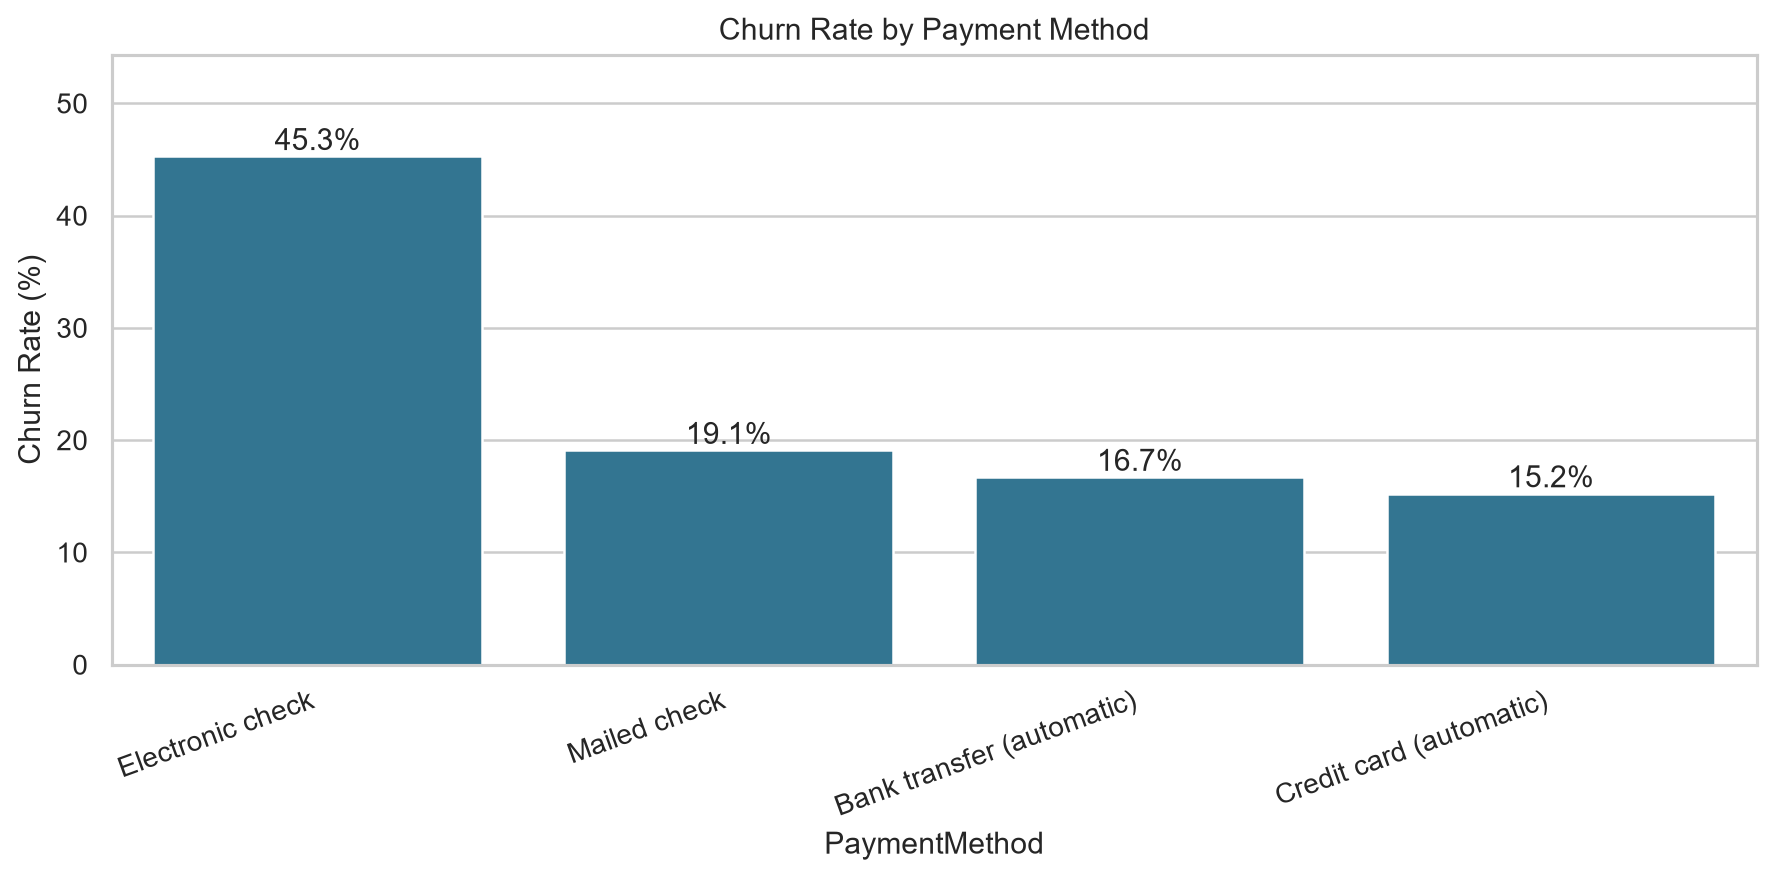 Churn Rate by Payment Method
Churn Rate (%)
50
40
30
20
10
0
45.3%
19.1%
16.7%
15.2%
Electronic check
Mailed check
Bank transfer (automatic)
Credit card (automatic)
PaymentMethod